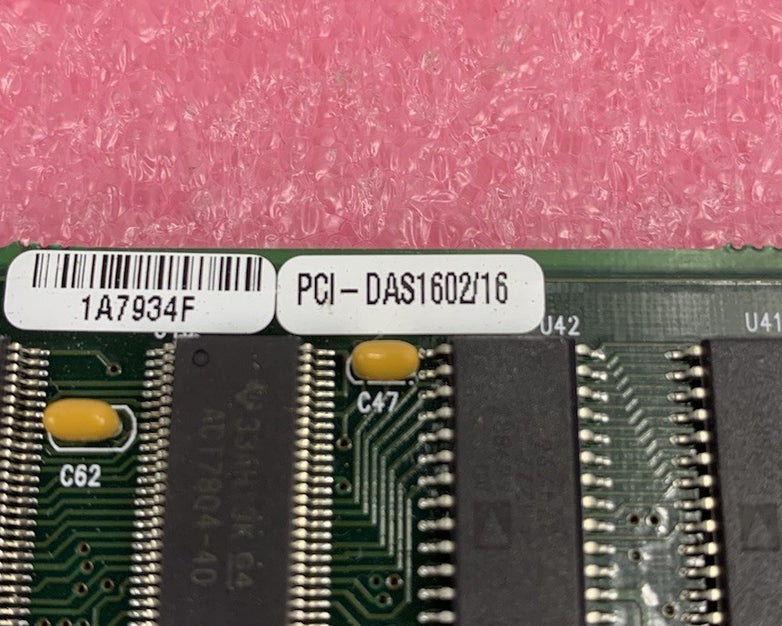 1A7934F
PCI-DAS1602/16
U42
U41
C47
C62
ACT7804-40